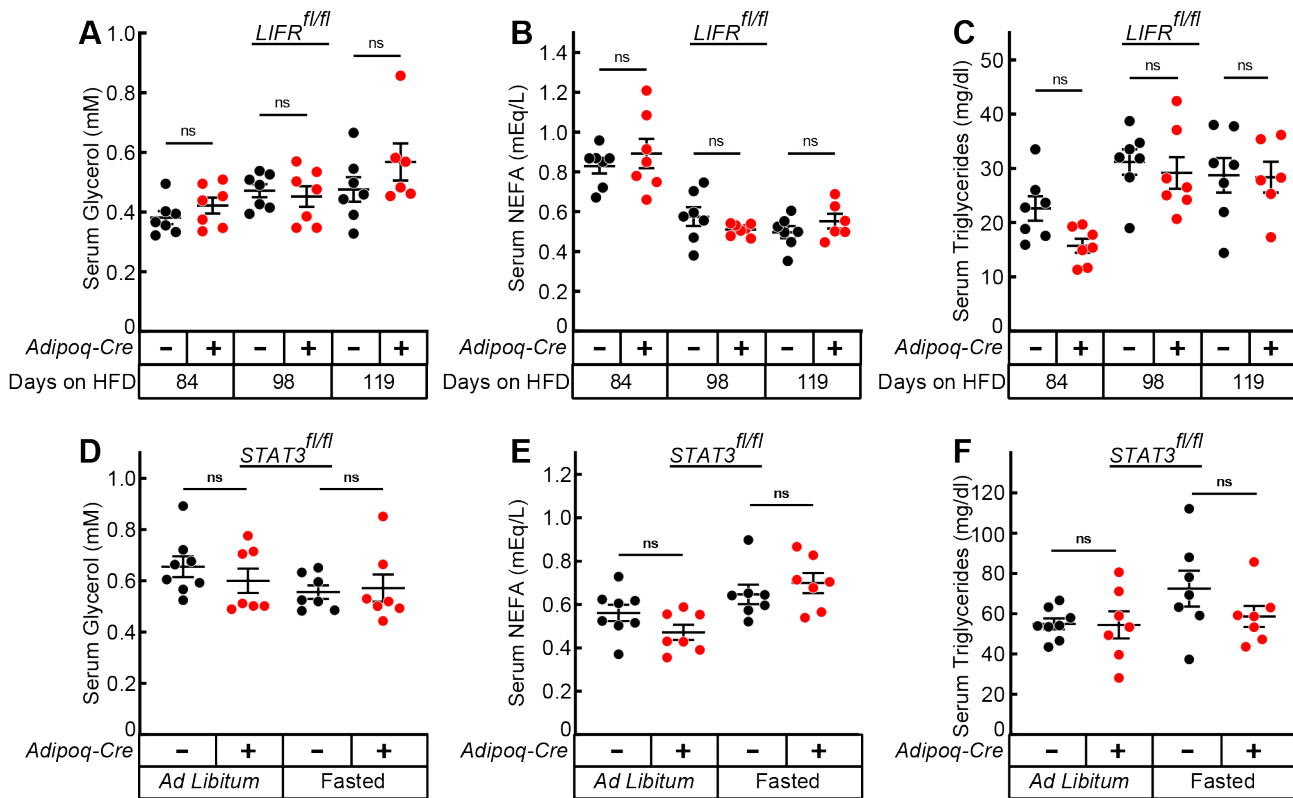 A
LIFR fl/fl
Serum Glycerol (mM)
1.0
0.8
0.6
0.4
0.2
0
ns
ns
ns
Adipoq-Cre − + − + − +
Days on HFD 84 98 119
B
LIFR fl/fl
Serum NEFA (mEq/L)
1.4
1.2
1.0
0.8
0.6
0.4
0.2
0
ns
ns
ns
Adipoq-Cre − + − + − +
Days on HFD 84 98 119
C
LIFR fl/fl
Serum Triglycerides (mg/dl)
50
40
30
20
10
0
ns
ns
ns
Adipoq-Cre − + − + − +
Days on HFD 84 98 119
D
STAT3 fl/fl
Serum Glycerol (mM)
1.0
0.8
0.6
0.4
0.2
0
ns
ns
Adipoq-Cre − + − +
Ad Libitum Fasted
E
STAT3 fl/fl
Serum NEFA (mEq/L)
1.2
1.0
0.8
0.6
0.4
0.2
0
ns
ns
Adipoq-Cre − + − +
Ad Libitum Fasted
F
STAT3 fl/fl
Serum Triglycerides (mg/dl)
120
100
80
60
40
20
0
ns
ns
Adipoq-Cre − + − +
Ad Libitum Fasted